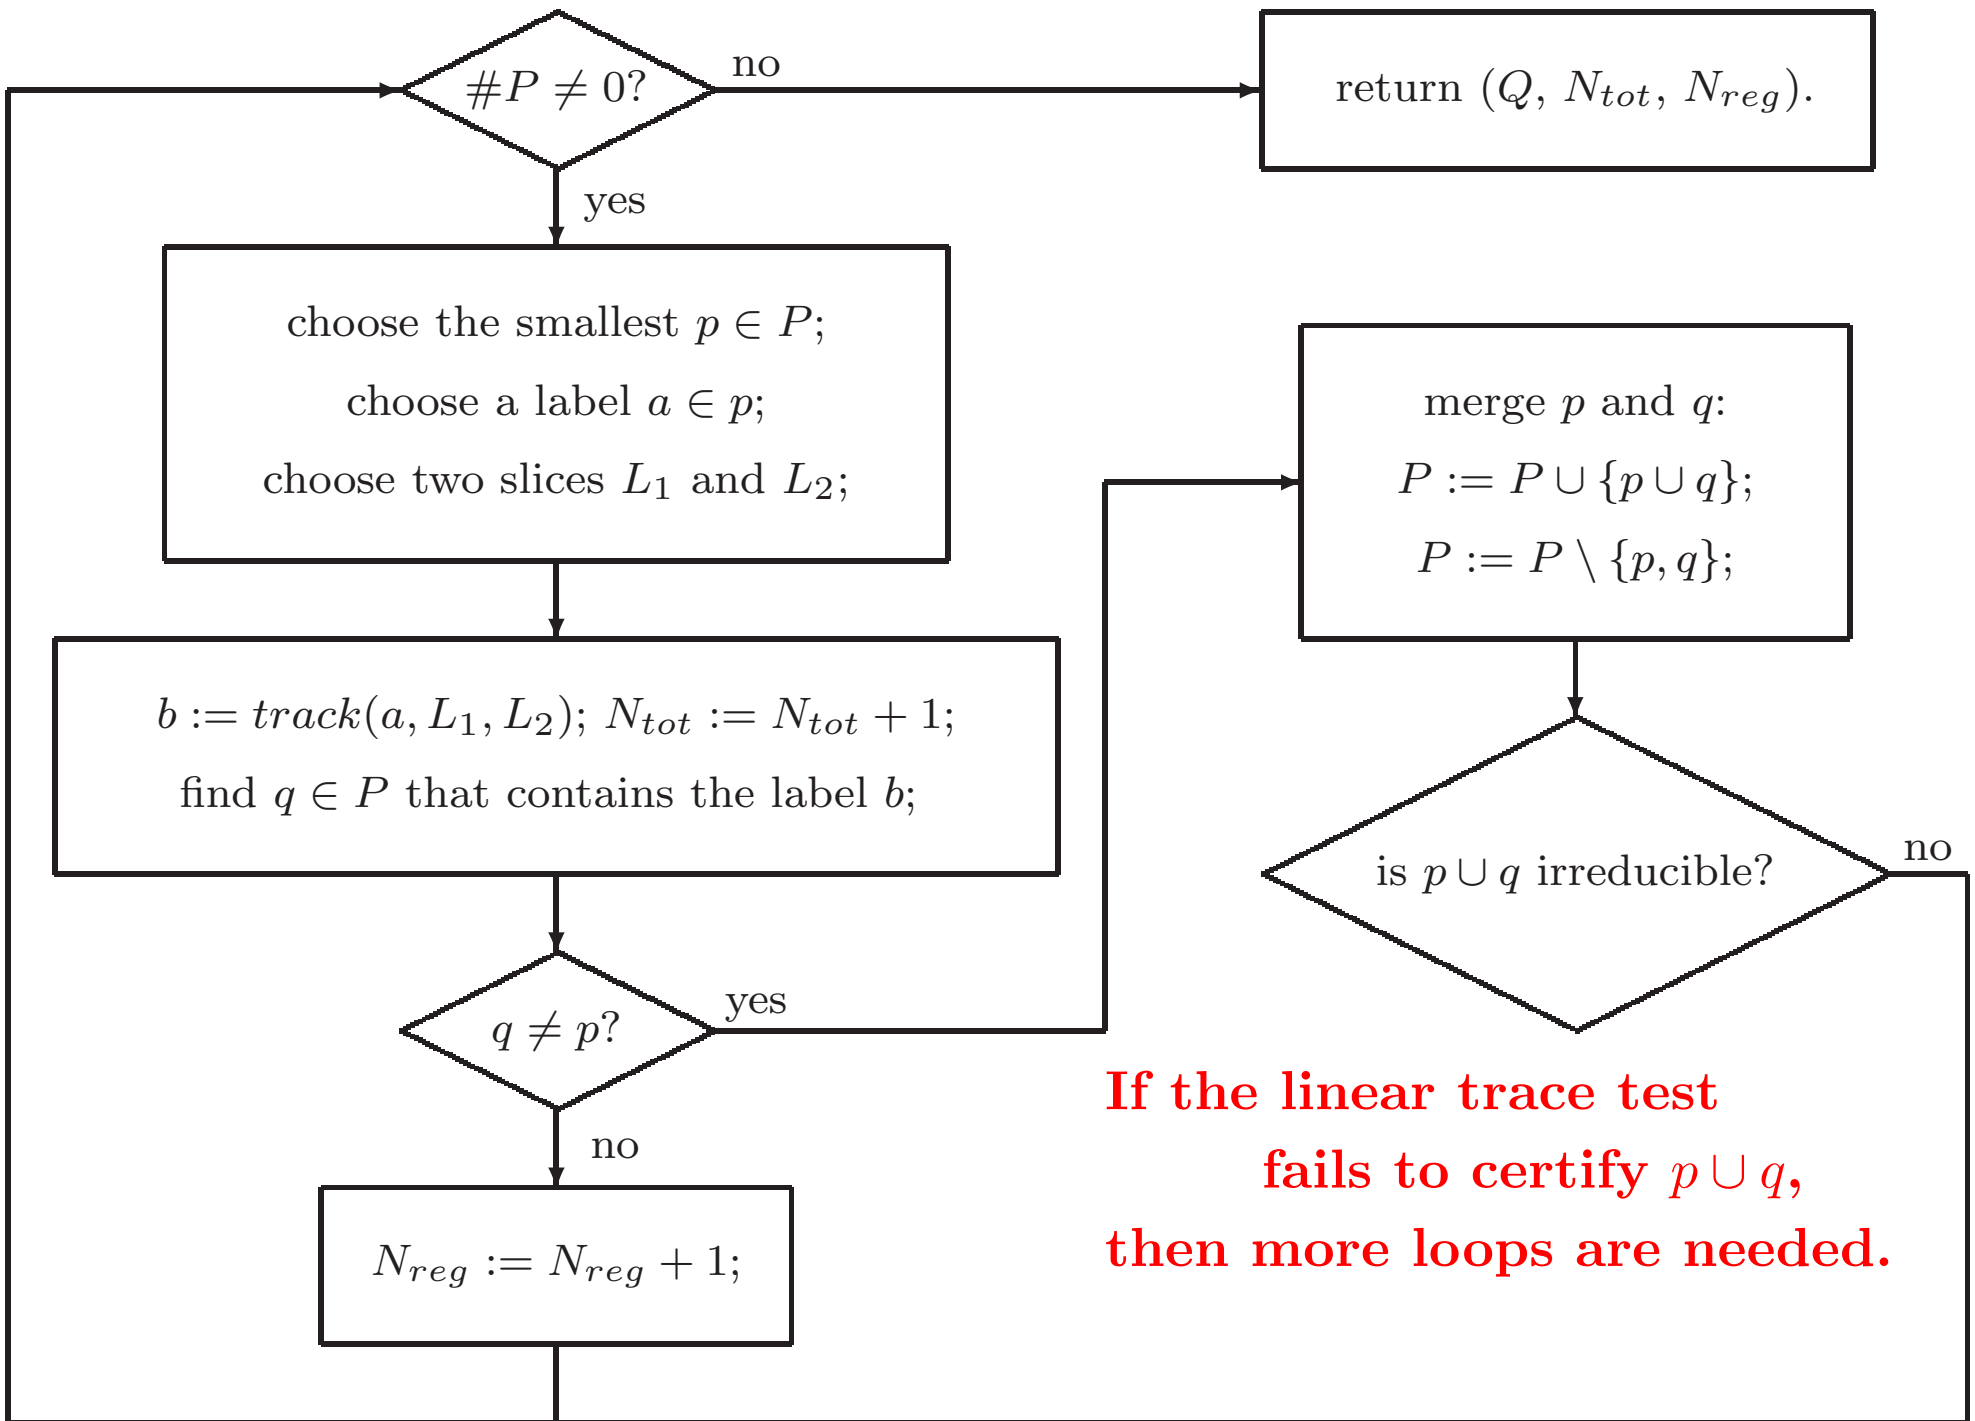 #P ≠ 0?
no
return (Q, N_tot, N_reg).
yes
choose the smallest p ∈ P;
choose a label a ∈ p;
choose two slices L_1 and L_2;
b := track(a, L_1, L_2); N_tot := N_tot + 1;
find q ∈ P that contains the label b;
q ≠ p?
yes
no
N_reg := N_reg + 1;
merge p and q:
P := P ∪ {p ∪ q};
P := P \ {p, q};
is p ∪ q irreducible?
no
If the linear trace test
fails to certify p ∪ q,
then more loops are needed.